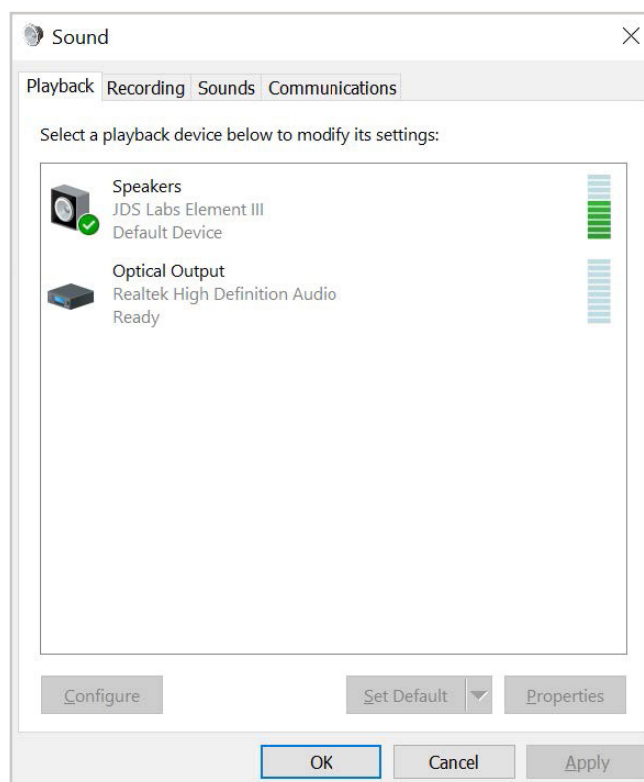 Sound
Playback Recording Sounds Communications
Select a playback device below to modify its settings:
Speakers
JDS Labs Element III
Default Device
Optical Output
Realtek High Definition Audio
Ready
Configure Set Default Properties
OK Cancel Apply